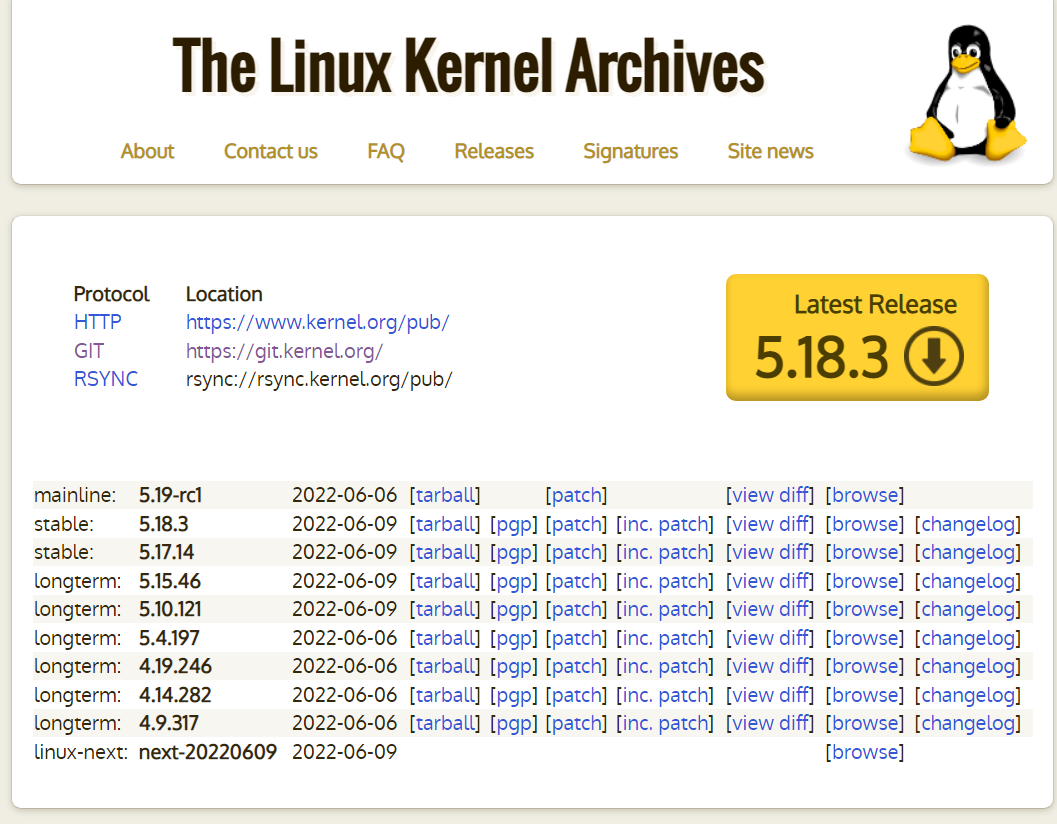 The Linux Kernel Archives
About Contact us FAQ Releases Signatures Site news
Protocol Location
HTTP https://www.kernel.org/pub/
GIT https://git.kernel.org/
RSYNC rsync://rsync.kernel.org/pub/
Latest Release
5.18.3
mainline: 5.19-rc1 2022-06-06 [tarball] [patch] [view diff] [browse]
stable: 5.18.3 2022-06-09 [tarball] [pgp] [patch] [inc. patch] [view diff] [browse] [changelog]
stable: 5.17.14 2022-06-09 [tarball] [pgp] [patch] [inc. patch] [view diff] [browse] [changelog]
longterm: 5.15.46 2022-06-09 [tarball] [pgp] [patch] [inc. patch] [view diff] [browse] [changelog]
longterm: 5.10.121 2022-06-09 [tarball] [pgp] [patch] [inc. patch] [view diff] [browse] [changelog]
longterm: 5.4.197 2022-06-06 [tarball] [pgp] [patch] [inc. patch] [view diff] [browse] [changelog]
longterm: 4.19.246 2022-06-06 [tarball] [pgp] [patch] [inc. patch] [view diff] [browse] [changelog]
longterm: 4.14.282 2022-06-06 [tarball] [pgp] [patch] [inc. patch] [view diff] [browse] [changelog]
longterm: 4.9.317 2022-06-06 [tarball] [pgp] [patch] [inc. patch] [view diff] [browse] [changelog]
linux-next: next-20220609 2022-06-09 [browse]